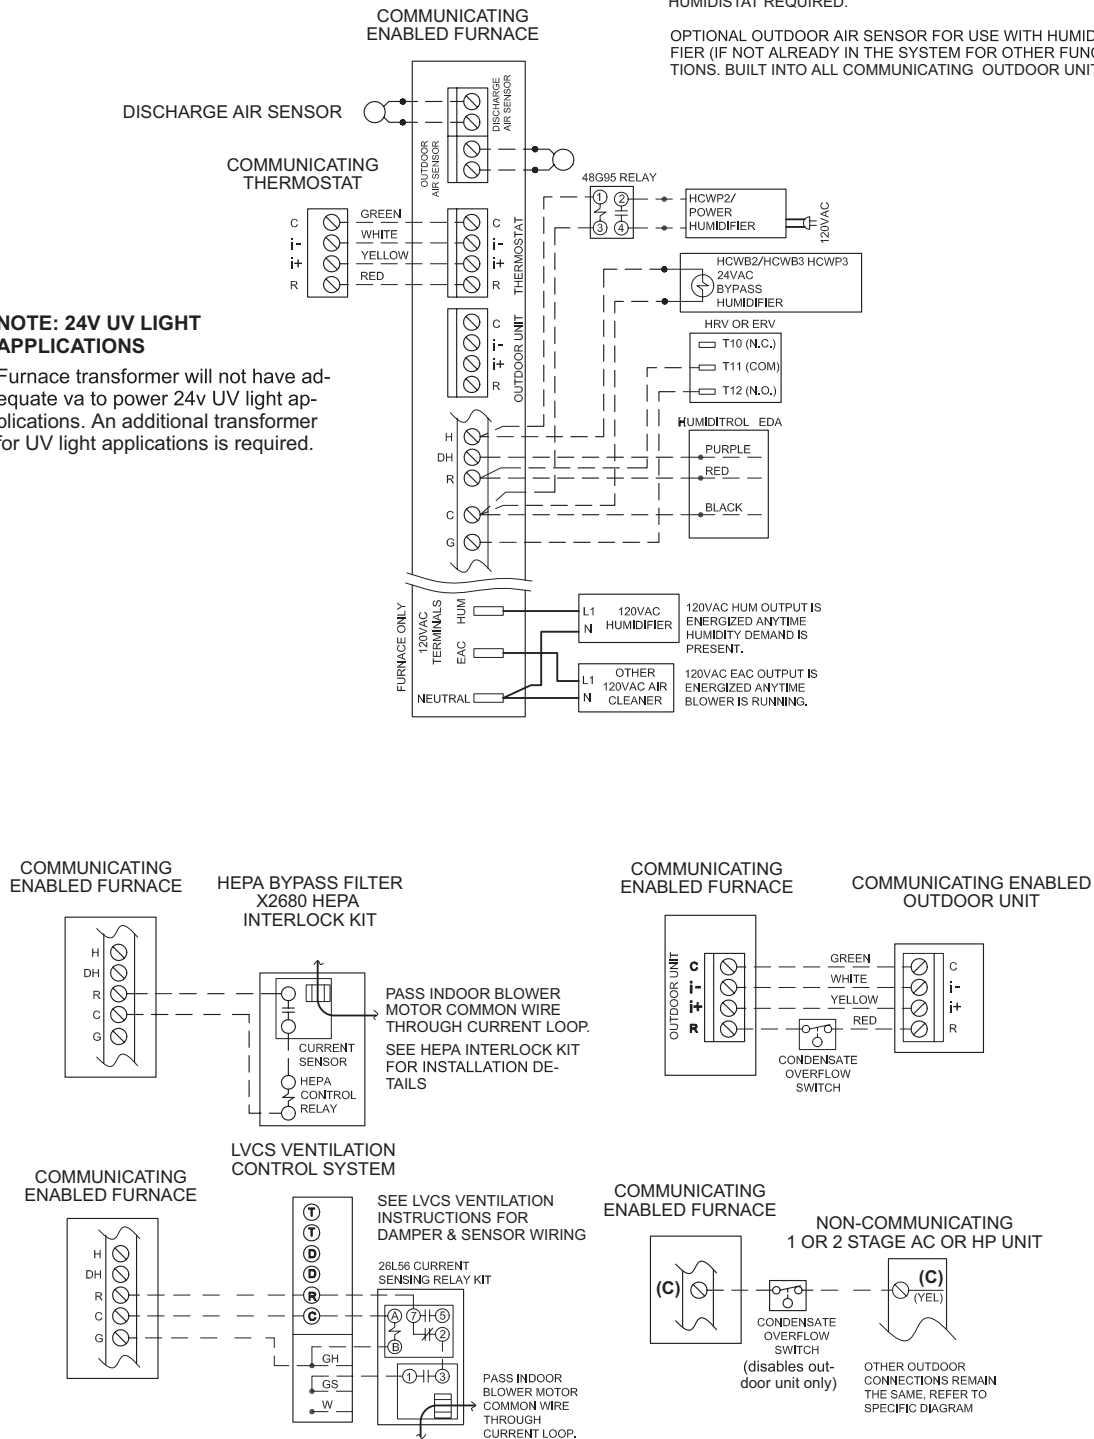 HUMIDISTAT REQUIRED.
OPTIONAL OUTDOOR AIR SENSOR FOR USE WITH HUMIDI
FIER (IF NOT ALREADY IN THE SYSTEM FOR OTHER FUNC
TIONS. BUILT INTO ALL COMMUNICATING OUTDOOR UNIT
COMMUNICATING
ENABLED FURNACE
DISCHARGE AIR SENSOR
DISCHARGE
AIR SENSOR
OUTDOOR
AIR SENSOR
COMMUNICATING
THERMOSTAT
C
i-
i+
R
GREEN
WHITE
YELLOW
RED
C
i-
i+
R
THERMOSTAT
C
i-
i+
R
OUTDOOR UNIT
48G95 RELAY
1
2
3
4
HCWP2/
POWER
HUMIDIFIER
120VAC
HCWB2/HCWB3 HCWP3
24VAC
BYPASS
HUMIDIFIER
HRV OR ERV
T10 (N.C.)
T11 (COM)
T12 (N.O.)
HUMIDITROL EDA
PURPLE
RED
BLACK
NOTE: 24V UV LIGHT
APPLICATIONS
Furnace transformer will not have ad-
equate va to power 24v UV light ap-
plications. An additional transformer
for UV light applications is required.
H
DH
R
C
G
FURNACE ONLY
120VAC
TERMINALS
HUM
EAC
NEUTRAL
L1
N
120VAC
HUMIDIFIER
120VAC HUM OUTPUT IS
ENERGIZED ANYTIME
HUMIDITY DEMAND IS
PRESENT.
L1
N
OTHER
120VAC AIR
CLEANER
120VAC EAC OUTPUT IS
ENERGIZED ANYTIME
BLOWER IS RUNNING.
COMMUNICATING
ENABLED FURNACE
H
DH
R
C
G
HEPA BYPASS FILTER
X2680 HEPA
INTERLOCK KIT
CURRENT
SENSOR
HEPA
CONTROL
RELAY
PASS INDOOR BLOWER
MOTOR COMMON WIRE
THROUGH CURRENT LOOP.
SEE HEPA INTERLOCK KIT
FOR INSTALLATION DE-
TAILS
COMMUNICATING
ENABLED FURNACE
COMMUNICATING ENABLED
OUTDOOR UNIT
OUTDOOR UNIT
C
i-
i+
R
GREEN
WHITE
YELLOW
RED
C
i-
i+
R
CONDENSATE
OVERFLOW
SWITCH
COMMUNICATING
ENABLED FURNACE
H
DH
R
C
G
LVCS VENTILATION
CONTROL SYSTEM
T
T
D
D
R
C
GH
GS
W
SEE LVCS VENTILATION
INSTRUCTIONS FOR
DAMPER & SENSOR WIRING
26L56 CURRENT
SENSING RELAY KIT
A
7
5
2
B
1
3
PASS INDOOR
BLOWER MOTOR
COMMON WIRE
THROUGH
CURRENT LOOP.
COMMUNICATING
ENABLED FURNACE
(C)
NON-COMMUNICATING
1 OR 2 STAGE AC OR HP UNIT
(C)
(YEL)
CONDENSATE
OVERFLOW
SWITCH
(disables out-
door unit only)
OTHER OUTDOOR
CONNECTIONS REMAIN
THE SAME, REFER TO
SPECIFIC DIAGRAM